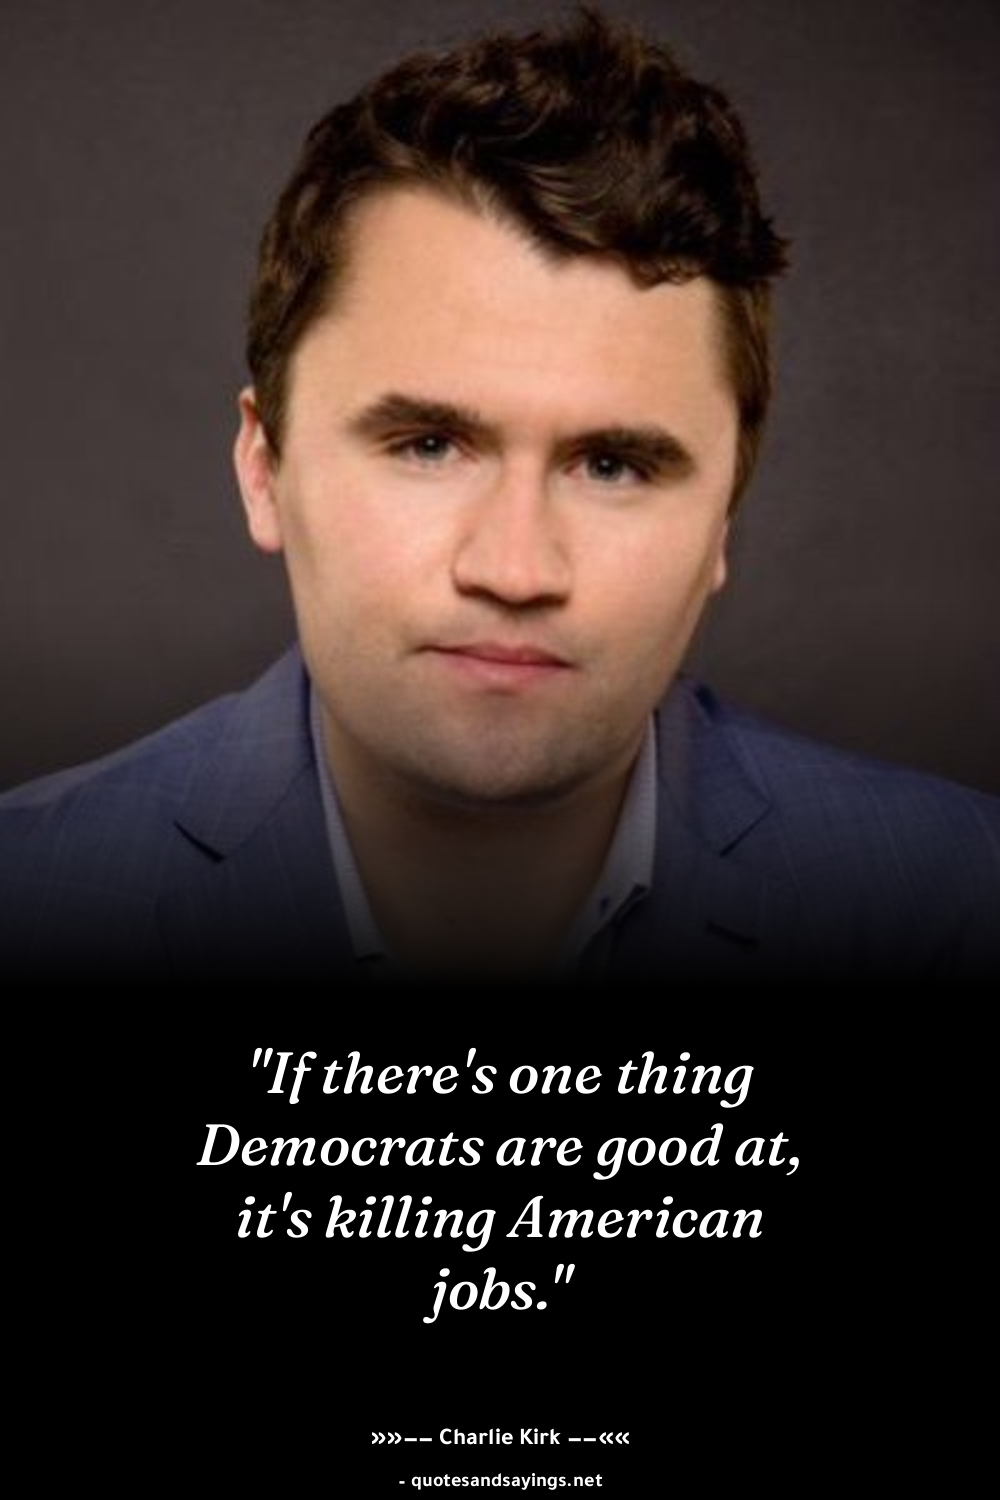 "If there's one thing
Democrats are good at,
it's killing American
jobs."
»»−− Charlie Kirk −−««
- quotesandsayings.net